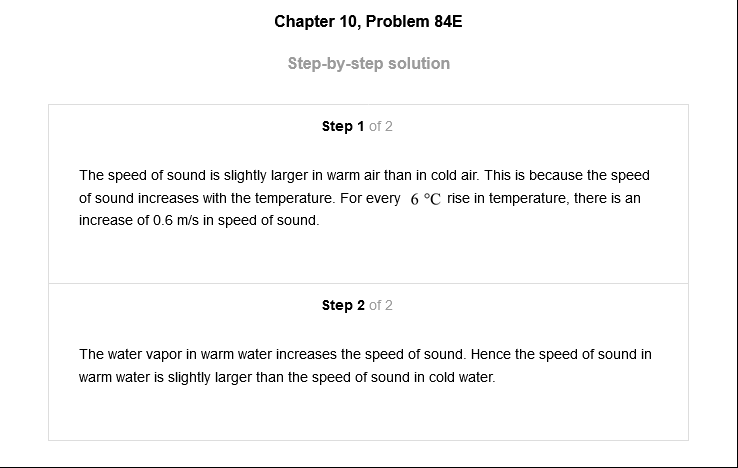 Chapter 10, Problem 84E
Step-by-step solution
Step 1 of 2
The speed of sound is slightly larger in warm air than in cold air. This is because the speed
of sound increases with the temperature. For every 6 °C rise in temperature, there is an
increase of 0.6 m/s in speed of sound.
Step 2 of 2
The water vapor in warm water increases the speed of sound. Hence the speed of sound in
warm water is slightly larger than the speed of sound in cold water.